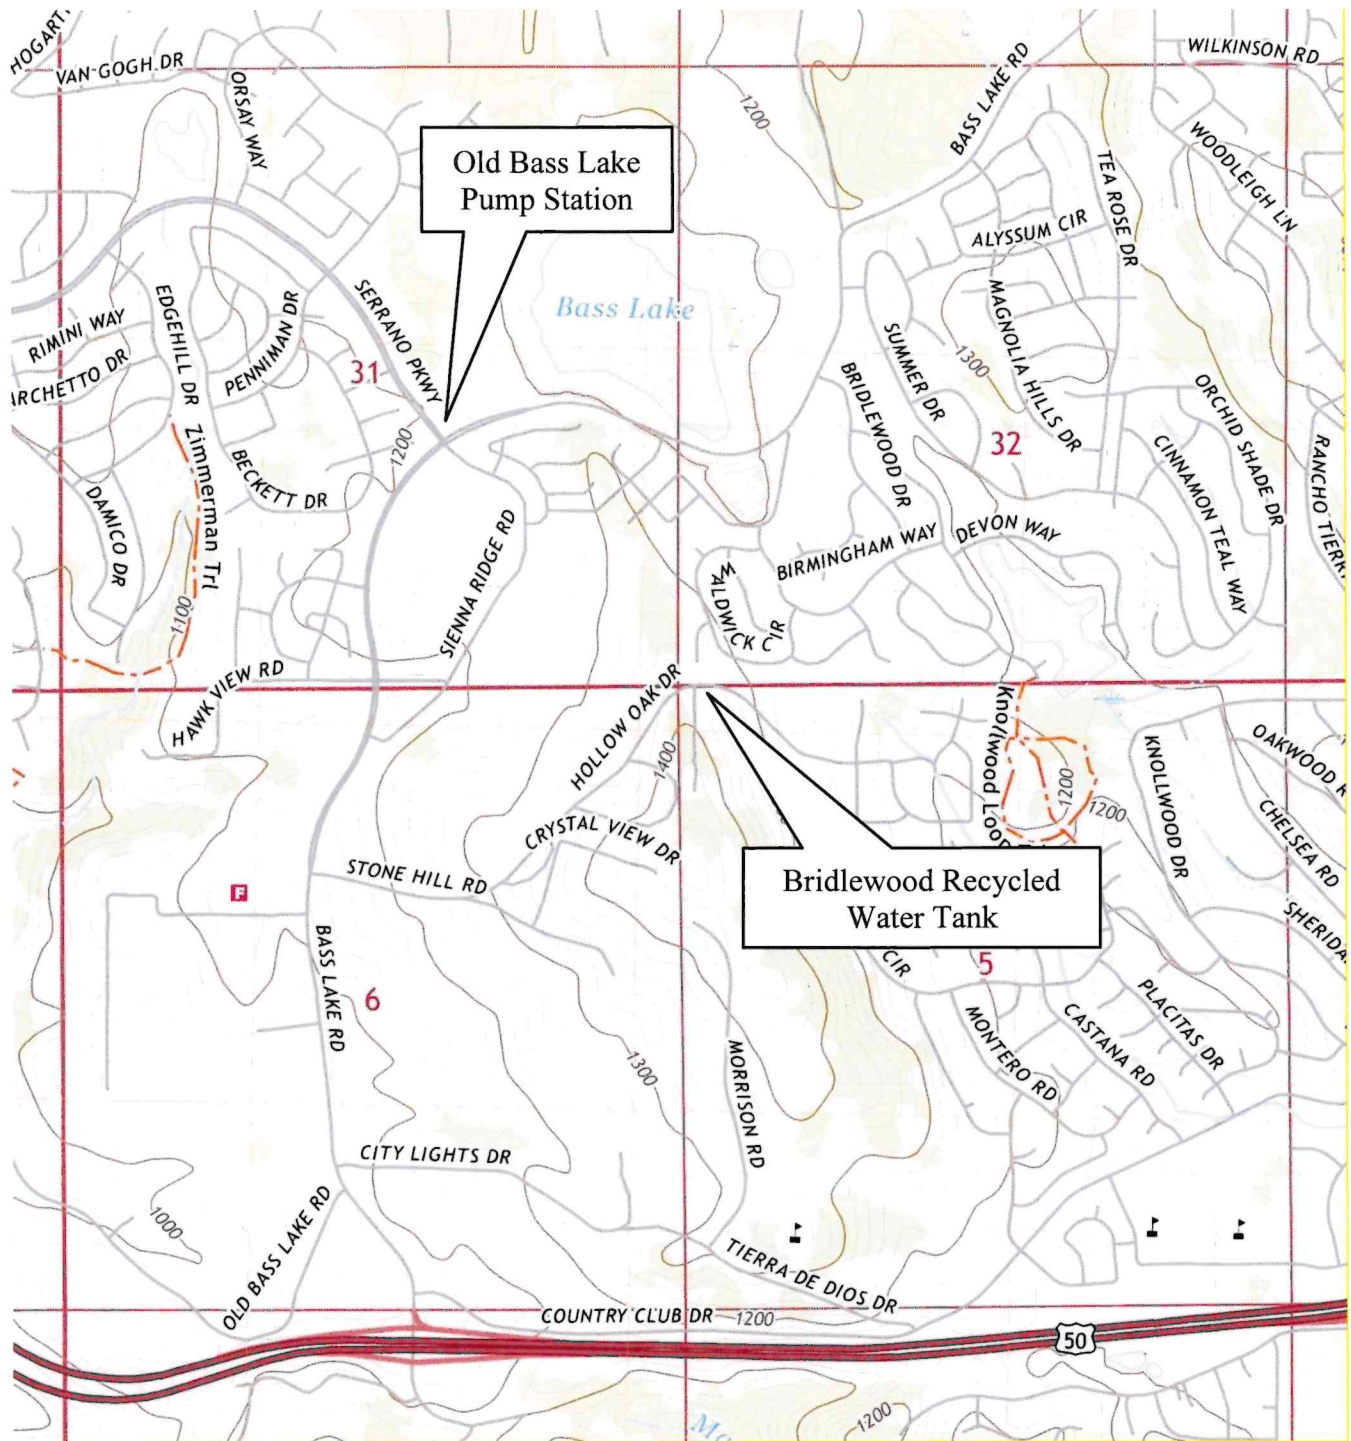 HOGART
VAN GOGH DR
ORSAY WAY
1200
BASS LAKE RD
WILKINSON RD
WOODLEIGH LN
TEA ROSE DR
Old Bass Lake
Pump Station
ALYSSUM CIR
SERRANO PKWY
Bass Lake
EDGEHILL DR
RIMINI WAY
PENNIMAN DR
ARCHETTO DR
31
MAGNOLIA HILLS DR
SUMMER DR
1300
BRIDLEWOOD DR
ORCHID SHADE DR
32
CINNAMON TEAL WAY
RANCHO TIERR
1200
Zimmerman Trl
BECKETT DR
DAMICO DR
SIENNA RIDGE RD
BIRMINGHAM WAY
DEVON WAY
WALDWICK CIR
1100
HAWK VIEW RD
HOLLOW OAK DR
1400
Knollwood Loop
1200
1200
KNOLLWOOD DR
OAKWOOD R
CHELSEA RD
CRYSTAL VIEW DR
STONE HILL RD
F
Bridlewood Recycled
Water Tank
SHERIDA
CIR
5
BASS LAKE RD
6
PLACITAS DR
CASTANA RD
MONTERO RD
1300
MORRISON RD
CITY LIGHTS DR
1000
OLD BASS LAKE RD
TIERRA DE DIOS DR
COUNTRY CLUB DR
1200
50
1200